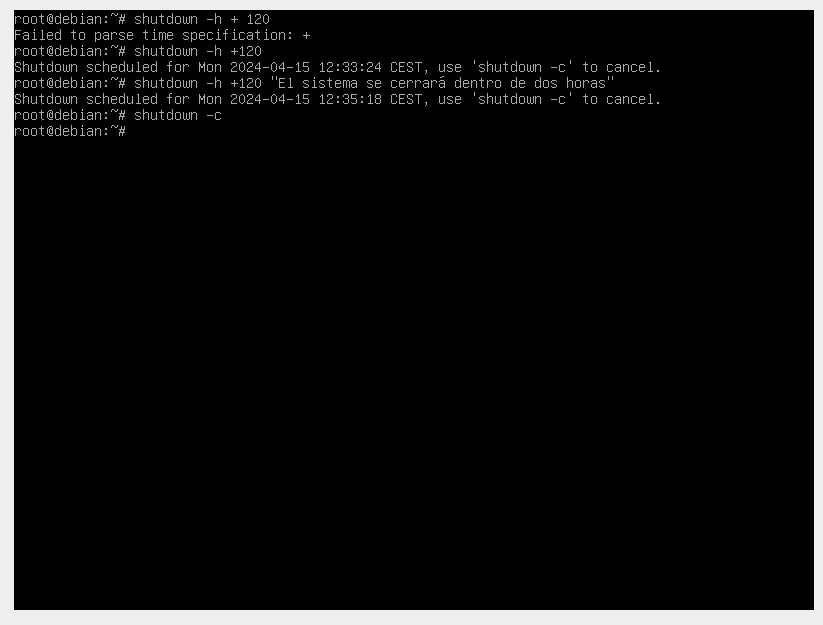 root@debian:~# shutdown -h + 120
Failed to parse time specification: +
root@debian:~# shutdown -h +120
Shutdown scheduled for Mon 2024-04-15 12:33:24 CEST, use 'shutdown -c' to cancel.
root@debian:~# shutdown -h +120 "El sistema se cerrará dentro de dos horas"
Shutdown scheduled for Mon 2024-04-15 12:35:18 CEST, use 'shutdown -c' to cancel.
root@debian:~# shutdown -c
root@debian:~#